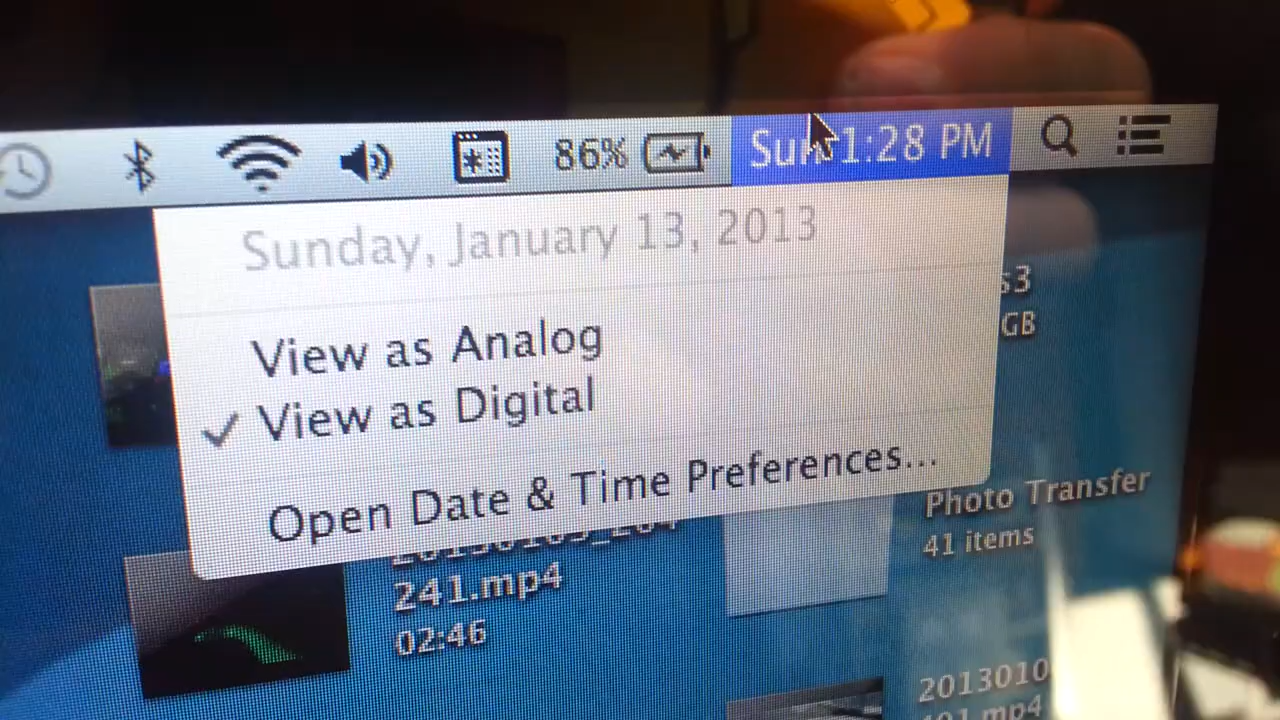 86%
Sun 1:28 PM
Sunday, January 13, 2013
View as Analog
View as Digital
Open Date & Time Preferences...
s3
GB
Photo Transfer
41 items
241.mp4
02:46
2013010